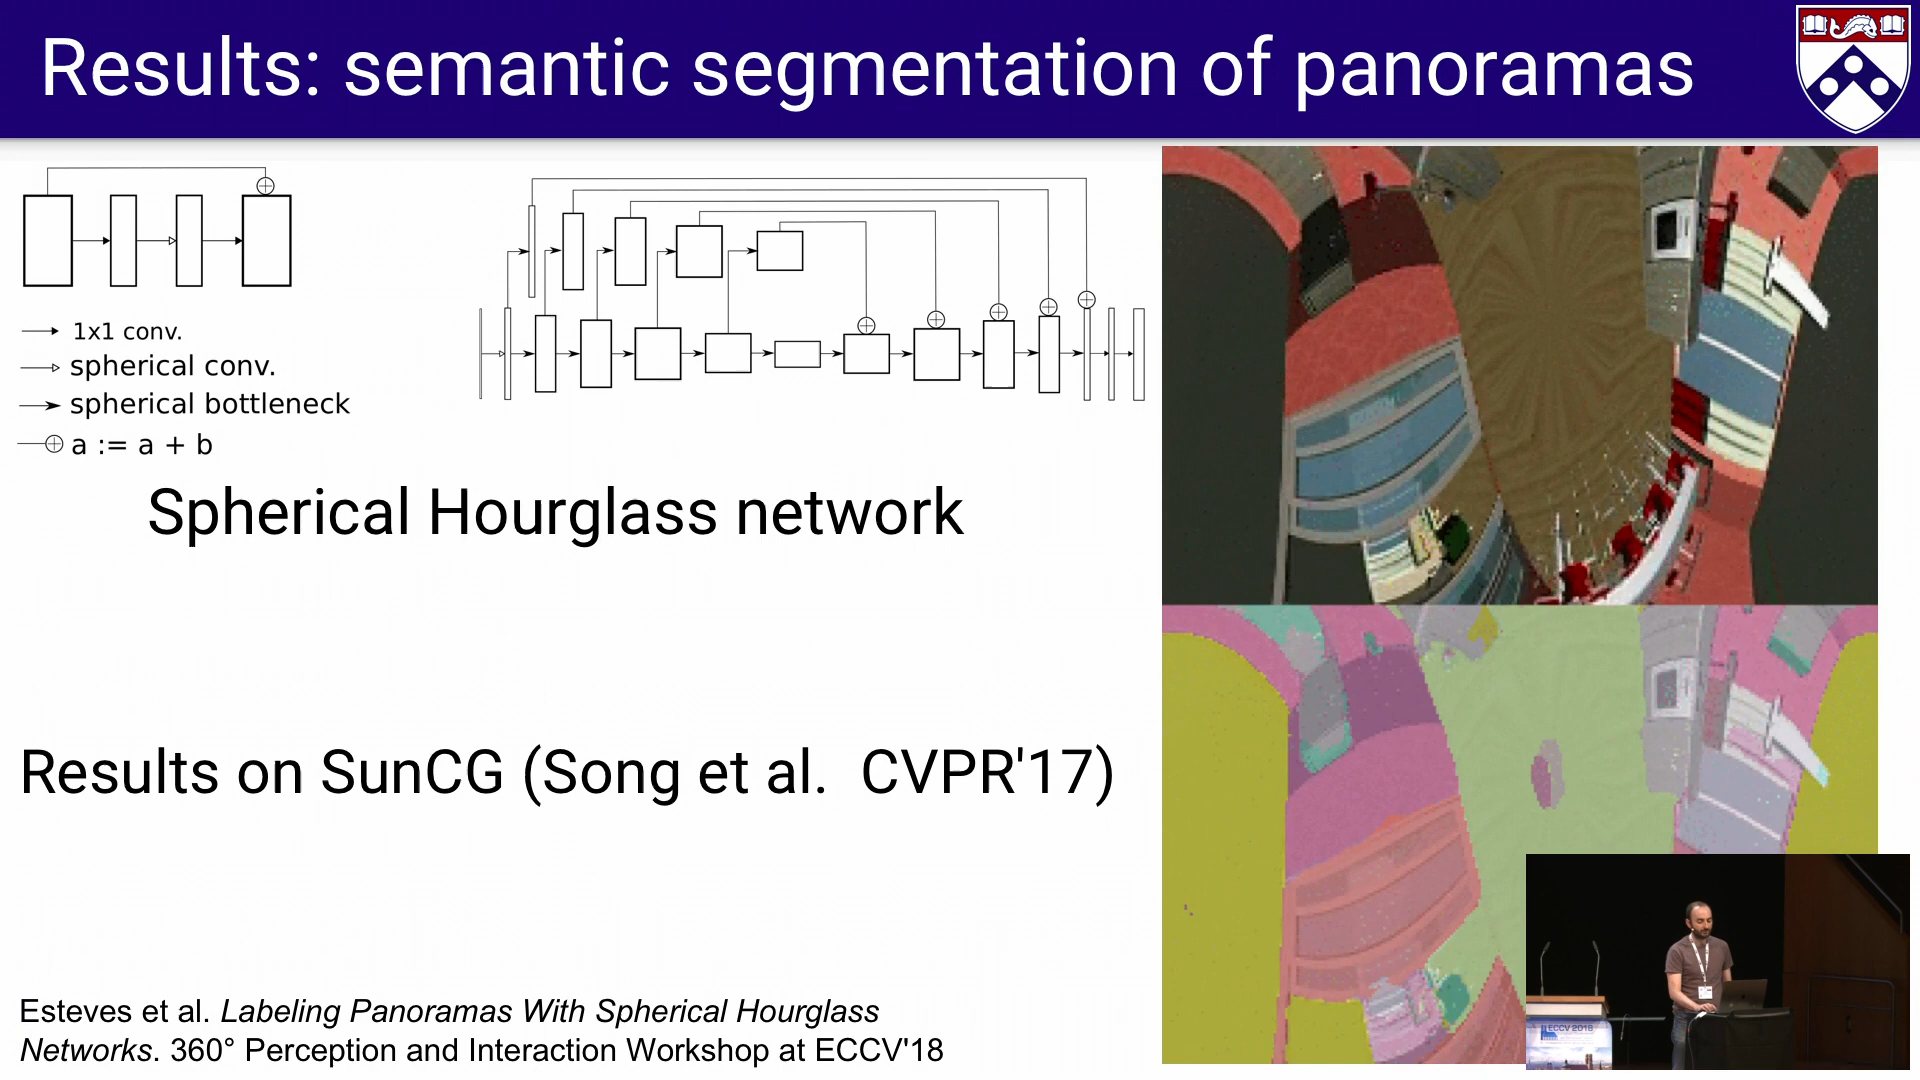 Results: semantic segmentation of panoramas
1x1 conv.
spherical conv.
spherical bottleneck
a := a + b
Spherical Hourglass network
Results on SunCG (Song et al. CVPR'17)
Esteves et al. Labeling Panoramas With Spherical Hourglass
Networks. 360° Perception and Interaction Workshop at ECCV'18
ECCV 2018